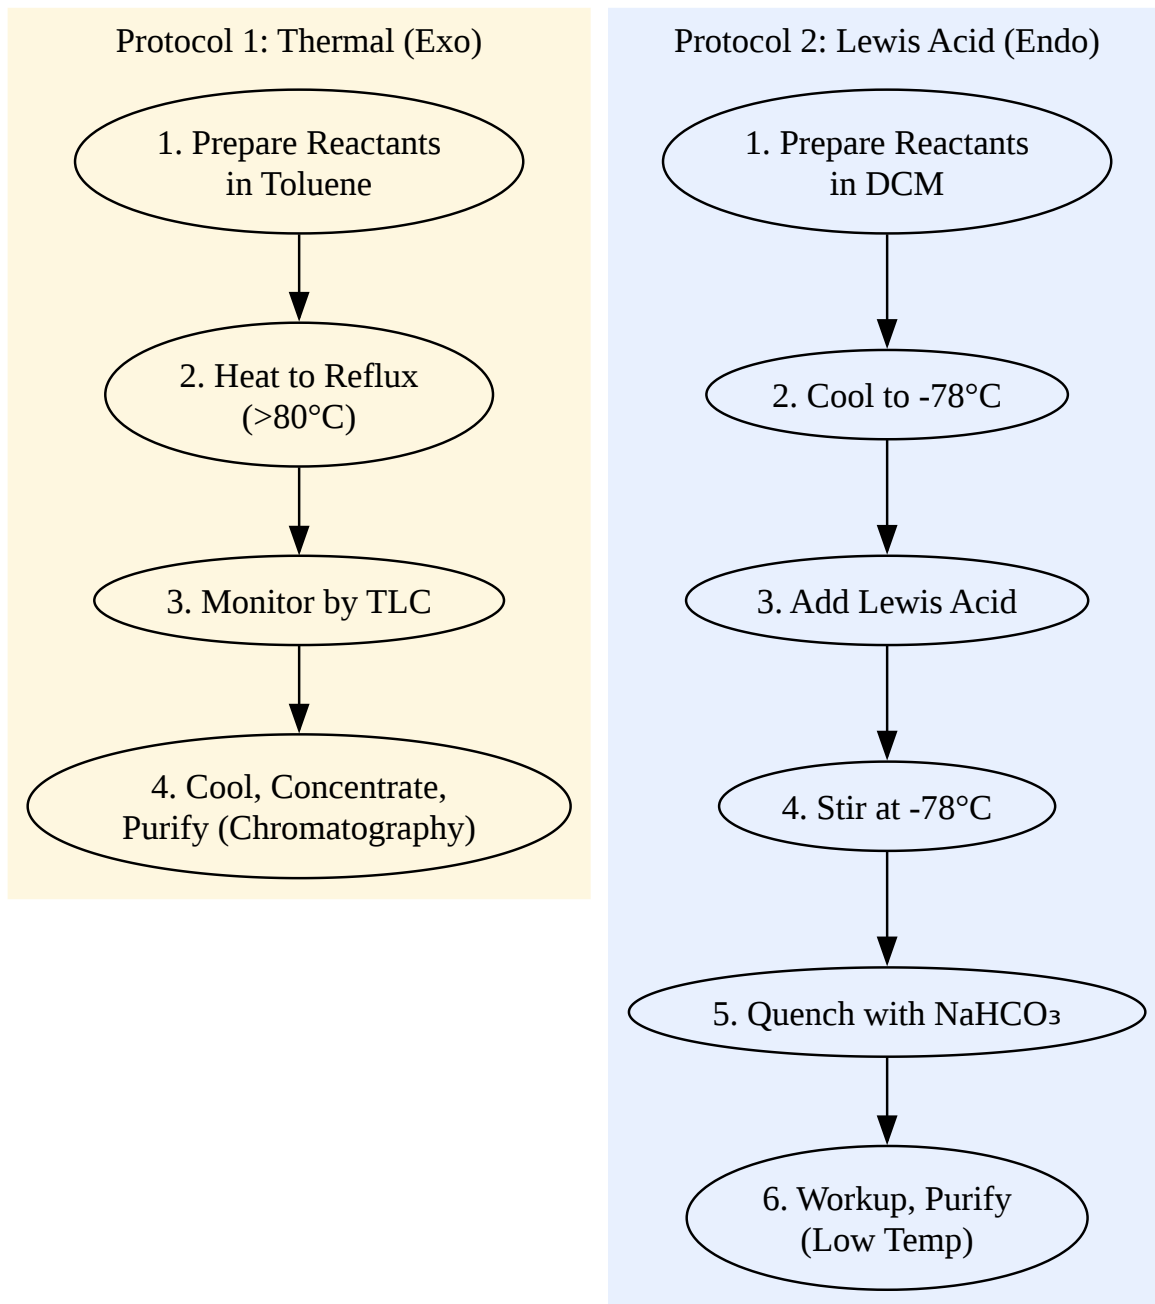 Protocol 1: Thermal (Exo)
1. Prepare Reactants
in Toluene
2. Heat to Reflux
(>80°C)
3. Monitor by TLC
4. Cool, Concentrate,
Purify (Chromatography)
Protocol 2: Lewis Acid (Endo)
1. Prepare Reactants
in DCM
2. Cool to -78°C
3. Add Lewis Acid
4. Stir at -78°C
5. Quench with NaHCO₃
6. Workup, Purify
(Low Temp)